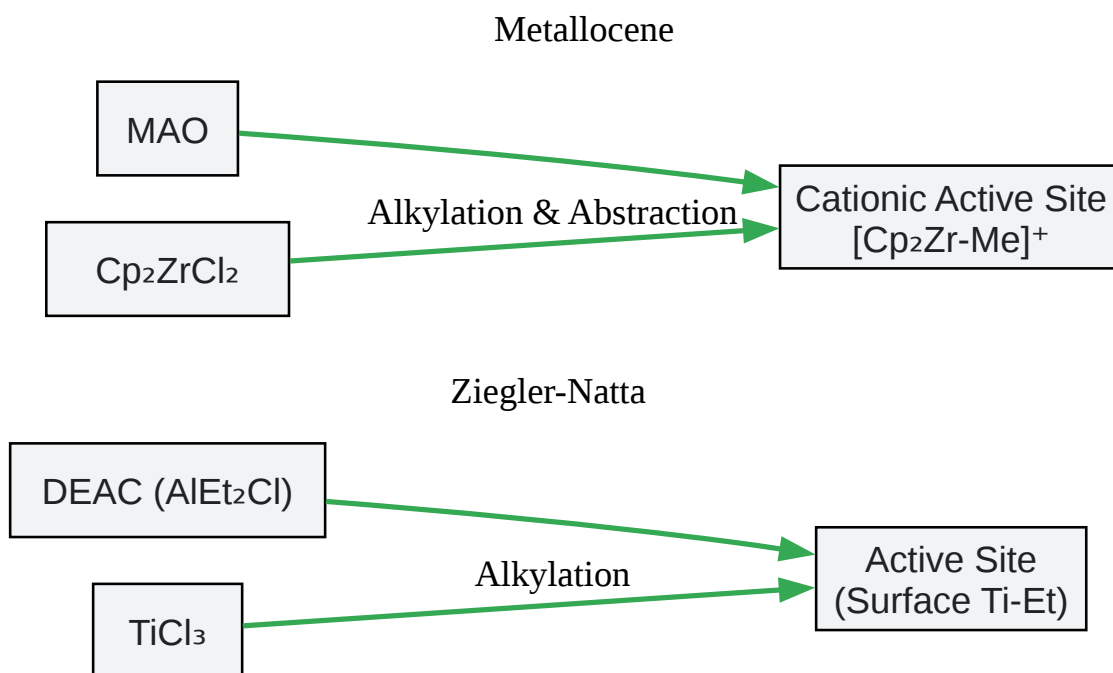 Metallocene
MAO
Alkylation & Abstraction
Cp₂ZrCl₂
Cationic Active Site
[Cp₂Zr-Me]⁺
Ziegler-Natta
DEAC (AlEt₂Cl)
Alkylation
TiCl₃
Active Site
(Surface Ti-Et)